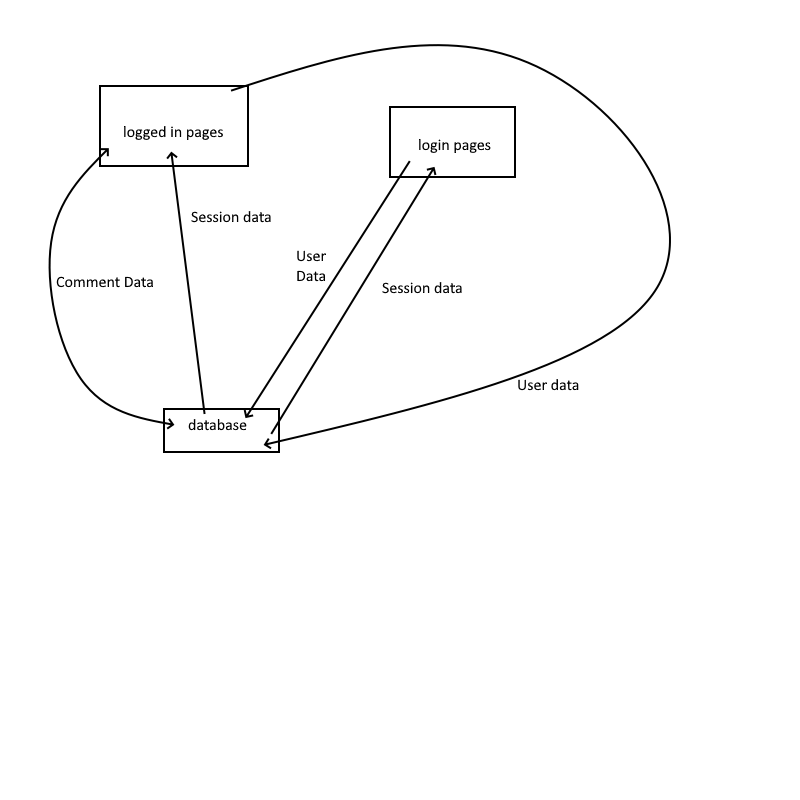 logged in pages
login pages
Session data
User
Data
Comment Data
Session data
User data
database